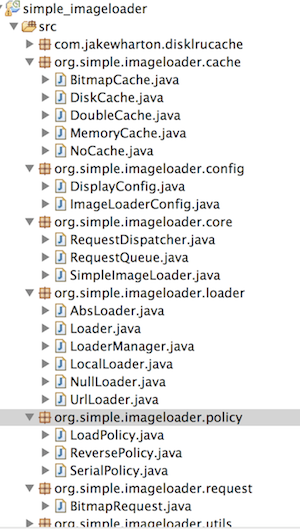 simple_imageloader
src
com.jakewharton.disklrucache
org.simple.imageloader.cache
BitmapCache.java
DiskCache.java
DoubleCache.java
MemoryCache.java
NoCache.java
org.simple.imageloader.config
DisplayConfig.java
ImageLoaderConfig.java
org.simple.imageloader.core
RequestDispatcher.java
RequestQueue.java
SimpleImageLoader.java
org.simple.imageloader.loader
AbsLoader.java
Loader.java
LoaderManager.java
LocalLoader.java
NullLoader.java
UrlLoader.java
org.simple.imageloader.policy
LoadPolicy.java
ReversePolicy.java
SerialPolicy.java
org.simple.imageloader.request
BitmapRequest.java
org.simple.imageloader.utils